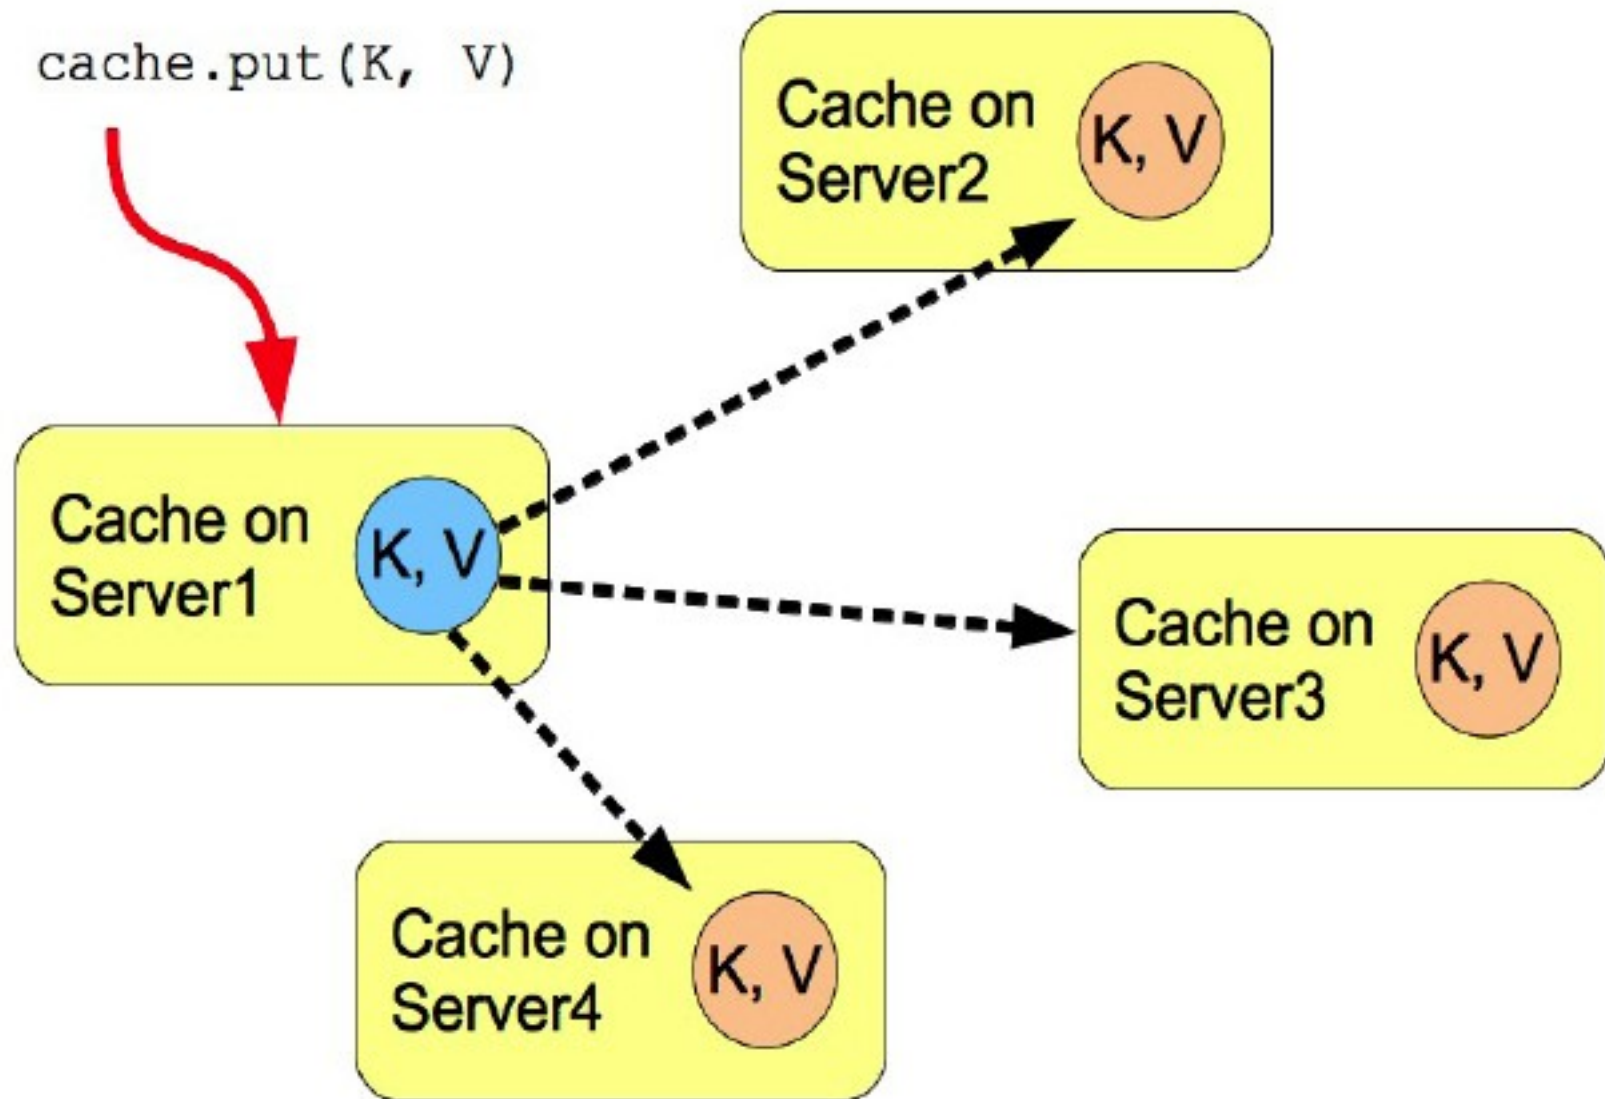 cache.put(K, V)
Cache on
Server2
K, V
Cache on
Server1
K, V
Cache on
Server3
K, V
Cache on
Server4
K, V